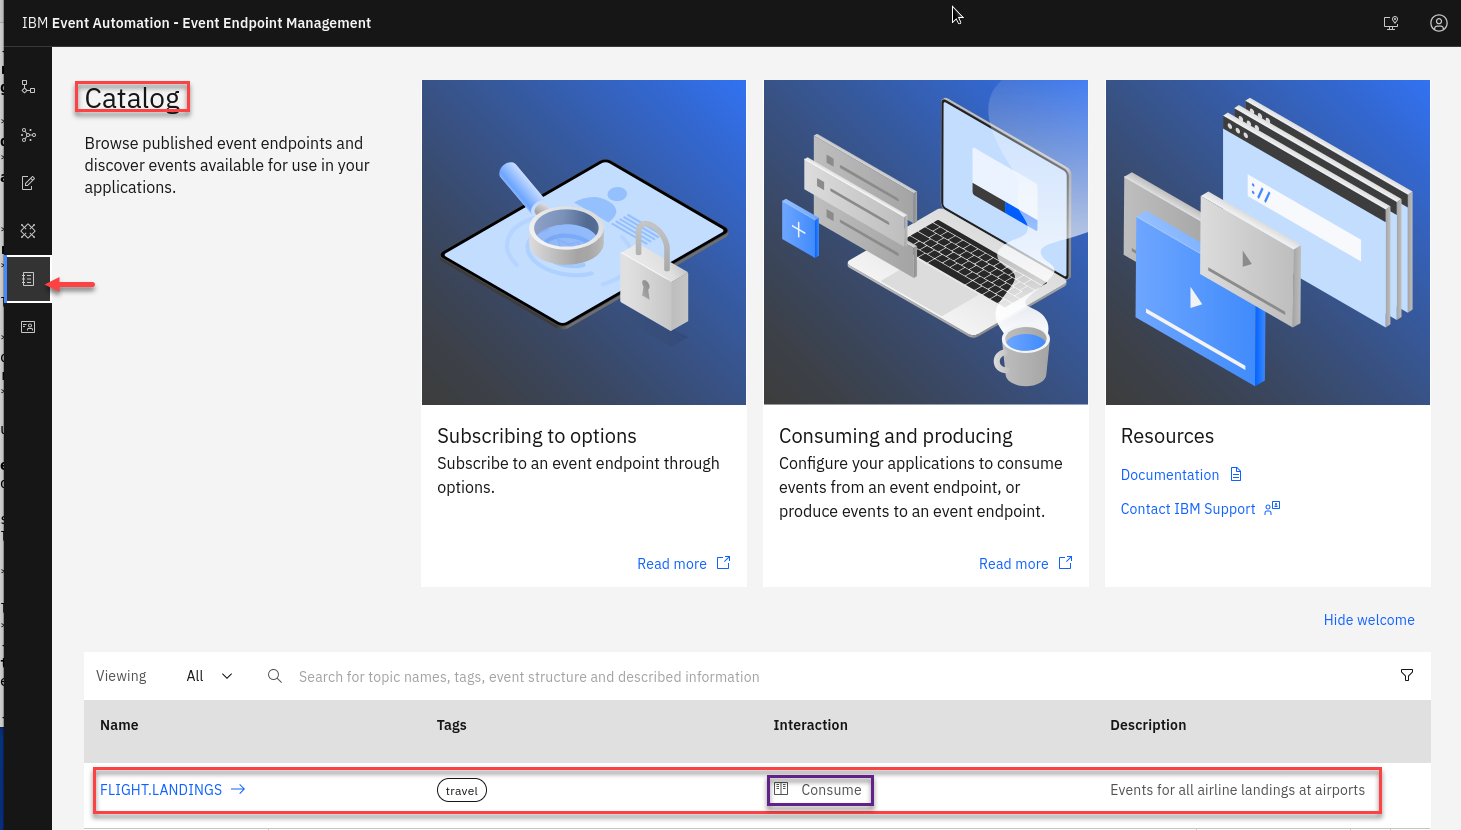 IBM Event Automation - Event Endpoint Management
Catalog
Browse published event endpoints and
discover events available for use in your
applications.
Subscribing to options
Subscribe to an event endpoint through
options.
Read more
Consuming and producing
Configure your applications to consume
events from an event endpoint, or
produce events to an event endpoint.
Read more
Resources
Documentation
Contact IBM Support
Hide welcome
Viewing All Search for topic names, tags, event structure and described information
Name Tags Interaction Description
FLIGHT.LANDINGS → travel Consume Events for all airline landings at airports